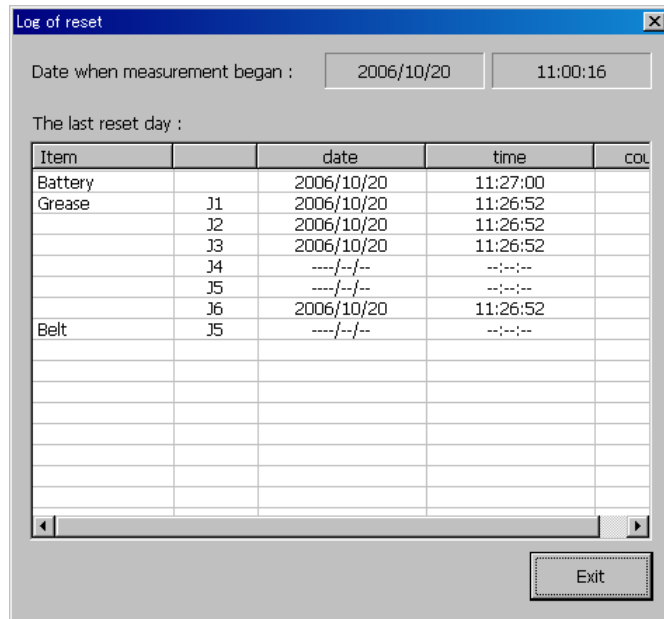 Log of reset
Date when measurement began : 2006/10/20 11:00:16
The last reset day :
Item date time cou
Battery 2006/10/20 11:27:00
Grease J1 2006/10/20 11:26:52
J2 2006/10/20 11:26:52
J3 2006/10/20 11:26:52
J4 ----/--/-- --:--:--
J5 ----/--/-- --:--:--
J6 2006/10/20 11:26:52
Belt J5 ----/--/-- --:--:--
Exit